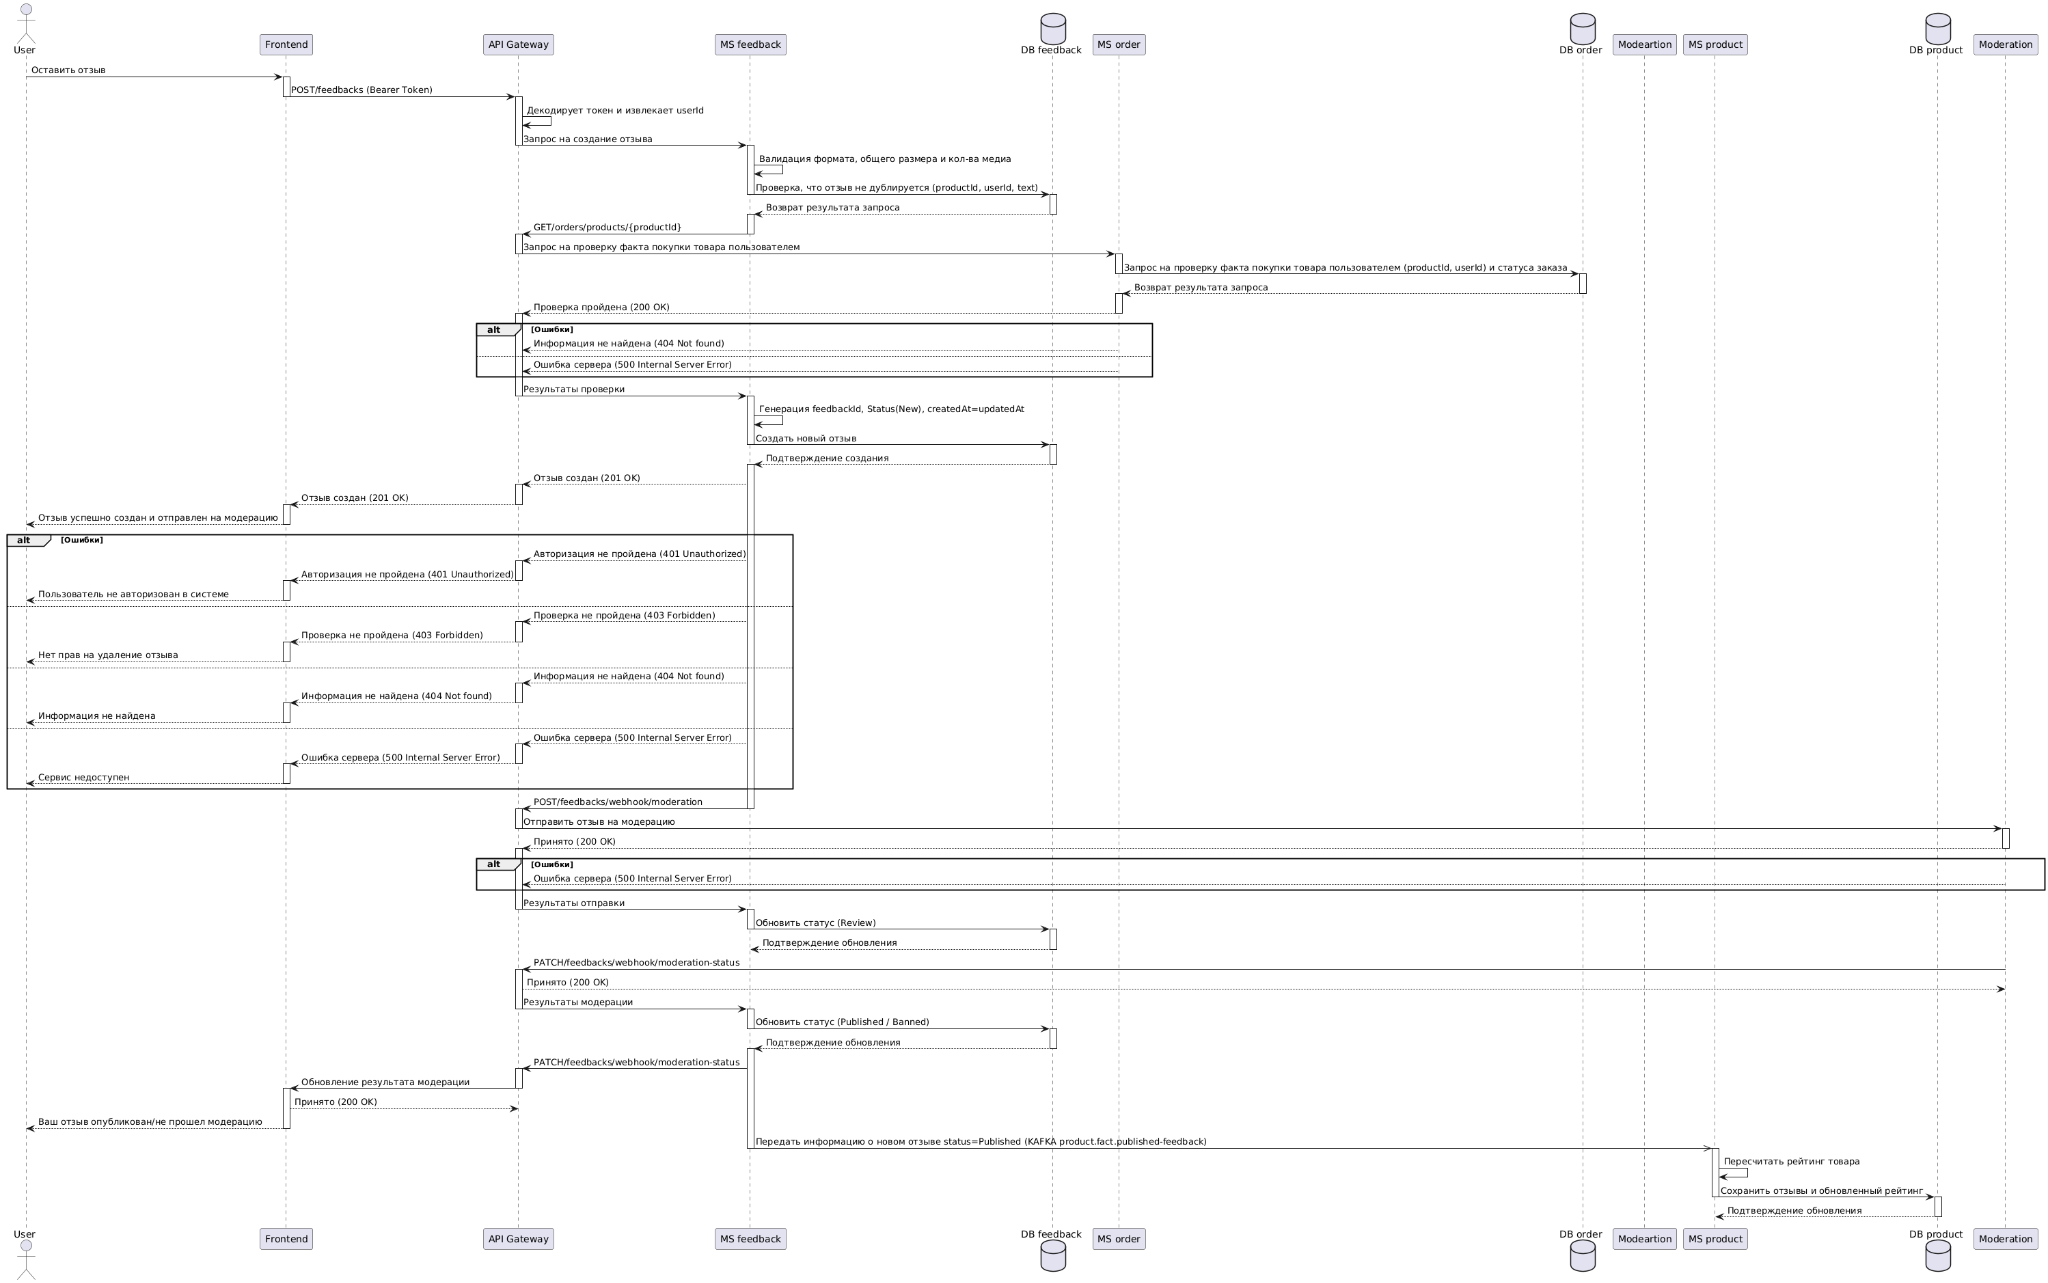 User
Frontend
API Gateway
MS feedback
DB feedback
MS order
DB order
Modeartion
MS product
DB product
Moderation
Оставить отзыв
POST/feedbacks (Bearer Token)
Декодирует токен и извлекает userId
Запрос на создание отзыва
Валидация формата, общего размера и кол-ва медиа
Проверка, что отзыв не дублируется (productId, userId, text)
Возврат результата запроса
GET/orders/products/{productId}
Запрос на проверку факта покупки товара пользователем
Запрос на проверку факта покупки товара пользователем (productId, userId) и статуса заказа
Возврат результата запроса
Проверка пройдена (200 OK)
alt [Ошибки]
Информация не найдена (404 Not found)
Ошибка сервера (500 Internal Server Error)
Результаты проверки
Генерация feedbackId, Status(New), createdAt=updatedAt
Создать новый отзыв
Подтверждение создания
Отзыв создан (201 OK)
Отзыв создан (201 OK)
Отзыв успешно создан и отправлен на модерацию
alt [Ошибки]
Авторизация не пройдена (401 Unauthorized)
Авторизация не пройдена (401 Unauthorized)
Пользователь не авторизован в системе
Проверка не пройдена (403 Forbidden)
Проверка не пройдена (403 Forbidden)
Нет прав на удаление отзыва
Информация не найдена (404 Not found)
Информация не найдена (404 Not found)
Информация не найдена
Ошибка сервера (500 Internal Server Error)
Ошибка сервера (500 Internal Server Error)
Сервис недоступен
POST/feedbacks/webhook/moderation
Отправить отзыв на модерацию
Принято (200 OK)
alt [Ошибки]
Ошибка сервера (500 Internal Server Error)
Результаты отправки
Обновить статус (Review)
Подтверждение обновления
PATCH/feedbacks/webhook/moderation-status
Принято (200 OK)
Результаты модерации
Обновить статус (Published / Banned)
Подтверждение обновления
PATCH/feedbacks/webhook/moderation-status
Обновление результата модерации
Принято (200 OK)
Ваш отзыв опубликован/не прошел модерацию
Передать информацию о новом отзыве status=Published (KAFKA product.fact.published-feedback)
Пересчитать рейтинг товара
Сохранить отзывы и обновленный рейтинг
Подтверждение обновления
User
Frontend
API Gateway
MS feedback
DB feedback
MS order
DB order
Modeartion
MS product
DB product
Moderation